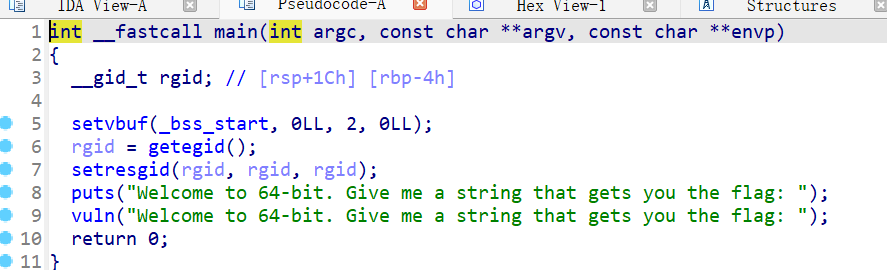 IDA View-A Pseudocode-A Hex View-1 Structures
1 int __fastcall main(int argc, const char **argv, const char **envp)
2 {
3 __gid_t rgid; // [rsp+1Ch] [rbp-4h]
4
5 setvbuf(_bss_start, 0LL, 2, 0LL);
6 rgid = getegid();
7 setresgid(rgid, rgid, rgid);
8 puts("Welcome to 64-bit. Give me a string that gets you the flag: ");
9 vuln("Welcome to 64-bit. Give me a string that gets you the flag: ");
10 return 0;
11 }